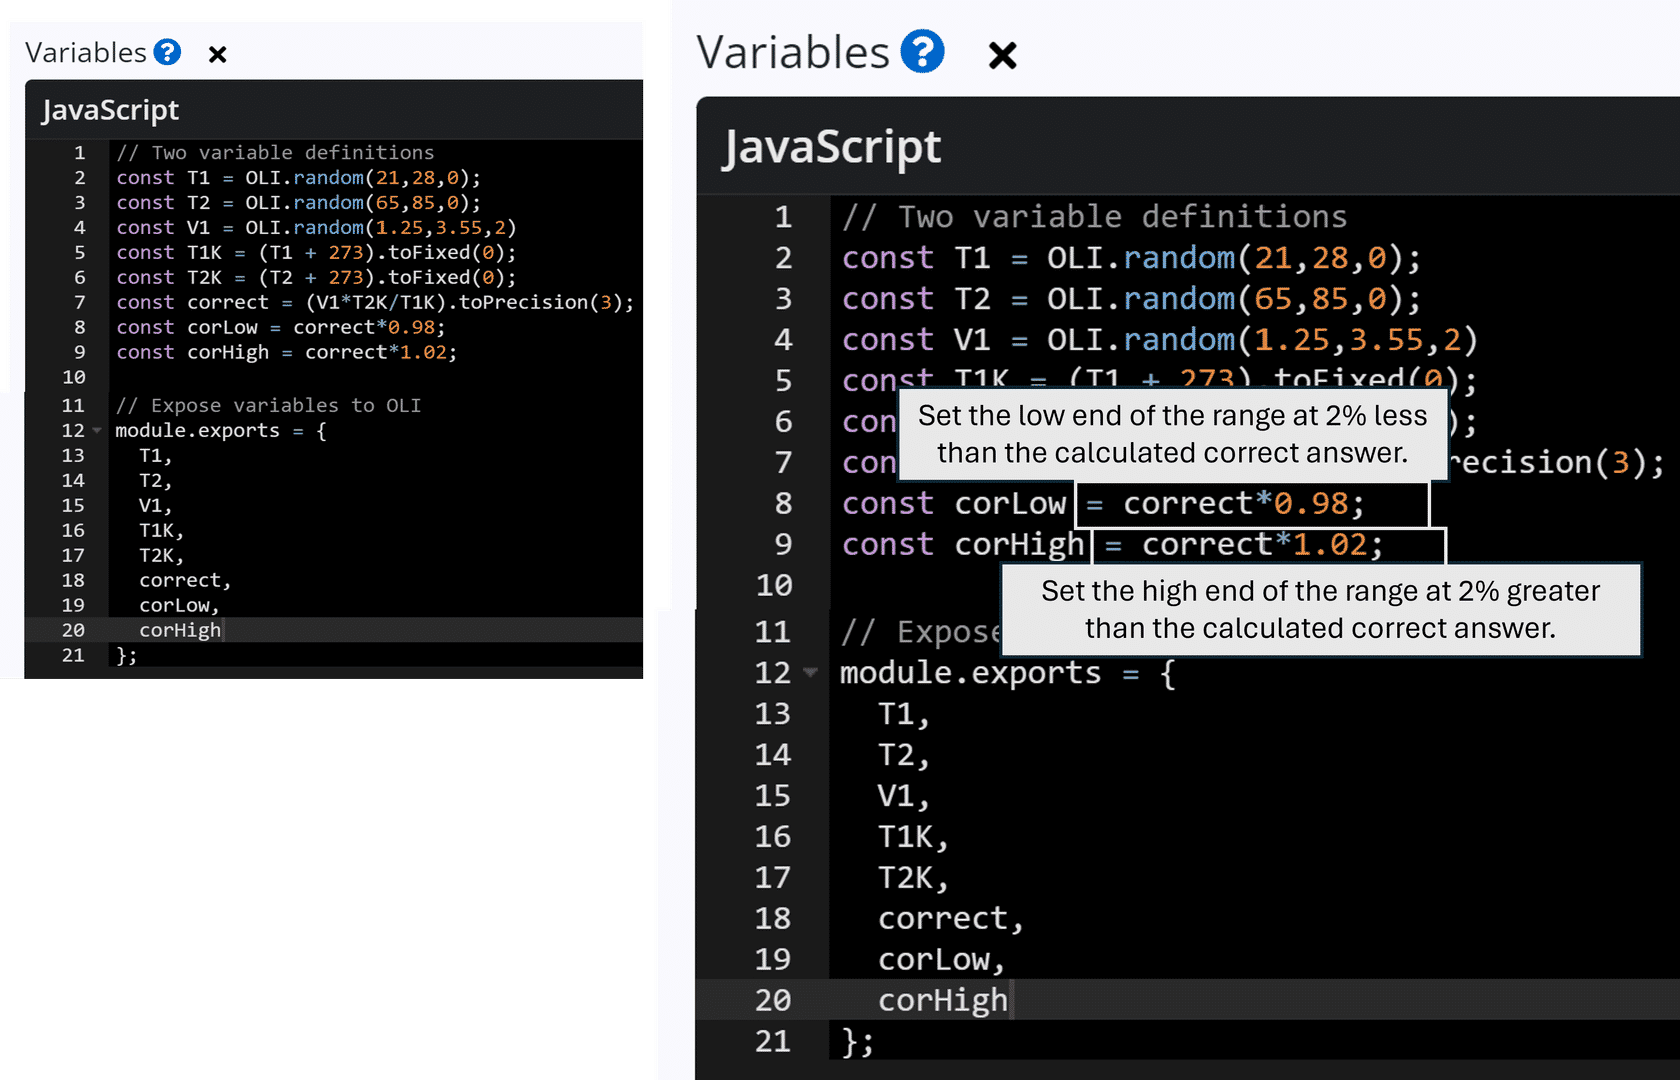 Variables ? ×
JavaScript
1 // Two variable definitions
2 const T1 = OLI.random(21,28,0);
3 const T2 = OLI.random(65,85,0);
4 const V1 = OLI.random(1.25,3.55,2)
5 const T1K = (T1 + 273).toFixed(0);
6 const T2K = (T2 + 273).toFixed(0);
7 const correct = (V1*T2K/T1K).toPrecision(3);
8 const corLow = correct*0.98;
9 const corHigh = correct*1.02;
10
11 // Expose variables to OLI
12 module.exports = {
13 T1,
14 T2,
15 V1,
16 T1K,
17 T2K,
18 correct,
19 corLow,
20 corHigh
21 };
Variables ? ×
JavaScript
1 // Two variable definitions
2 const T1 = OLI.random(21,28,0);
3 const T2 = OLI.random(65,85,0);
4 const V1 = OLI.random(1.25,3.55,2)
5 const T1K = (T1 + 273).toFixed(0);
Set the low end of the range at 2% less
6 con );
than the calculated correct answer.
7 con recision(3);
8 const corLow = correct*0.98;
9 const corHigh = correct*1.02;
10
Set the high end of the range at 2% greater
than the calculated correct answer.
11 // Expose
12 module.exports = {
13 T1,
14 T2,
15 V1,
16 T1K,
17 T2K,
18 correct,
19 corLow,
20 corHigh
21 };